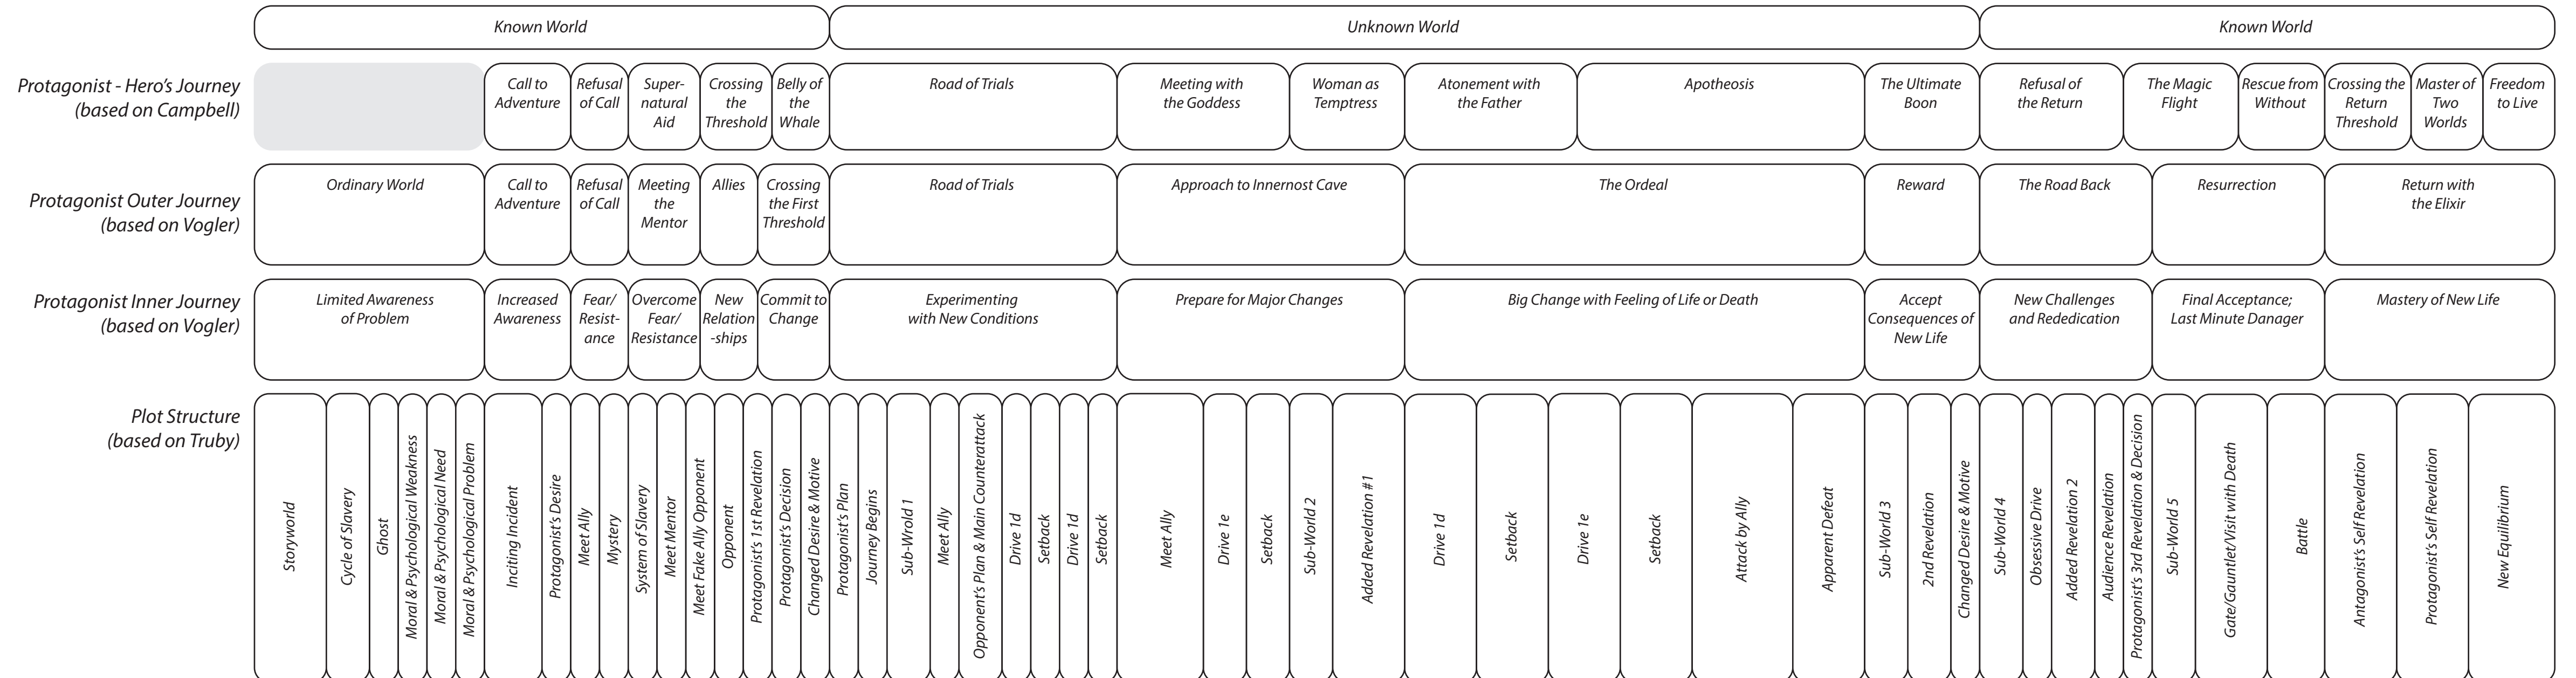 Known World
Unknown World
Known World
Protagonist - Hero's Journey
(based on Campbell)
Call to
Adventure
Refusal
of Call
Super-
natural
Aid
Crossing
the
Threshold
Belly of
the
Whale
Road of Trials
Meeting with
the Goddess
Woman as
Temptress
Atonement with
the Father
Apotheosis
The Ultimate
Boon
Refusal of
the Return
The Magic
Flight
Rescue from
Without
Crossing the
Return
Threshold
Master of
Two
Worlds
Freedom
to Live
Protagonist Outer Journey
(based on Vogler)
Ordinary World
Call to
Adventure
Refusal
of Call
Meeting
the
Mentor
Allies
Crossing
the First
Threshold
Road of Trials
Approach to Innernost Cave
The Ordeal
Reward
The Road Back
Resurrection
Return with
the Elixir
Protagonist Inner Journey
(based on Vogler)
Limited Awareness
of Problem
Increased
Awareness
Fear/
Resist-
ance
Overcome
Fear/
Resistance
New
Relation
-ships
Commit to
Change
Experimenting
with New Conditions
Prepare for Major Changes
Big Change with Feeling of Life or Death
Accept
Consequences of
New Life
New Challenges
and Rededication
Final Acceptance;
Last Minute Danager
Mastery of New Life
Plot Structure
(based on Truby)
Storyworld
Cycle of Slavery
Ghost
Moral & Psychological Weakness
Moral & Psychological Need
Moral & Psychological Problem
Inciting Incident
Protagonist's Desire
Meet Ally
Mystery
System of Slavery
Meet Mentor
Meet Fake Ally Opponent
Opponent
Protagonist's 1st Revelation
Protagonist's Decision
Changed Desire & Motive
Protagonist's Plan
Journey Begins
Sub-Wrold 1
Meet Ally
Opponent's Plan & Main Counterattack
Drive 1d
Setback
Drive 1d
Setback
Meet Ally
Drive 1e
Setback
Sub-World 2
Added Revelation #1
Drive 1d
Setback
Drive 1e
Setback
Attack by Ally
Apparent Defeat
Sub-World 3
2nd Revelation
Changed Desire & Motive
Sub-World 4
Obsessive Drive
Added Revelation 2
Audience Revelation
Protagonist's 3rd Revelation & Decision
Sub-World 5
Gate/Gauntlet/Visit with Death
Battle
Antagonist's Self Revelation
Protagonist's Self Revelation
New Equilibrium